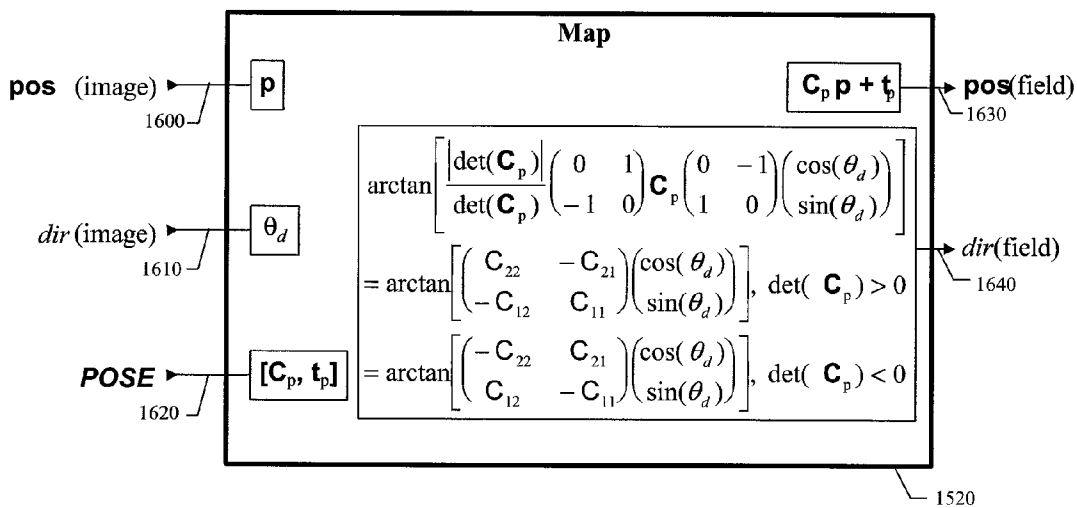 Map
pos (image)
1600
p
C_p p + t_p
pos(field)
1630
arctan[ |det(C_p)| / det(C_p) ( 0 1 ; −1 0 ) C_p ( 0 −1 ; 1 0 ) ( cos(θ_d) ; sin(θ_d) ) ]
dir (image)
1610
θ_d
= arctan[ ( C_22 −C_21 ; −C_12 C_11 ) ( cos(θ_d) ; sin(θ_d) ) ], det( C_p) > 0
dir(field)
1640
POSE
1620
[C_p, t_p]
= arctan[ ( −C_22 C_21 ; C_12 −C_11 ) ( cos(θ_d) ; sin(θ_d) ) ], det( C_p) < 0
1520